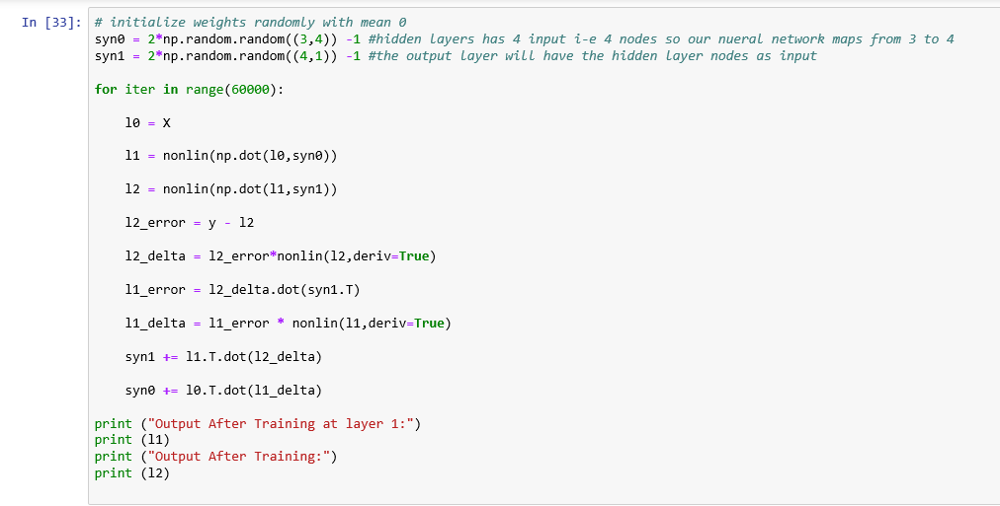 In [33]: # initialize weights randomly with mean 0
syn0 = 2*np.random.random((3,4)) -1 #hidden layers has 4 input i-e 4 nodes so our nueral network maps from 3 to 4
syn1 = 2*np.random.random((4,1)) -1 #the output layer will have the hidden layer nodes as input
for iter in range(60000):
l0 = X
l1 = nonlin(np.dot(l0,syn0))
l2 = nonlin(np.dot(l1,syn1))
l2_error = y - l2
l2_delta = l2_error*nonlin(l2,deriv=True)
l1_error = l2_delta.dot(syn1.T)
l1_delta = l1_error * nonlin(l1,deriv=True)
syn1 += l1.T.dot(l2_delta)
syn0 += l0.T.dot(l1_delta)
print ("Output After Training at layer 1:")
print (l1)
print ("Output After Training:")
print (l2)